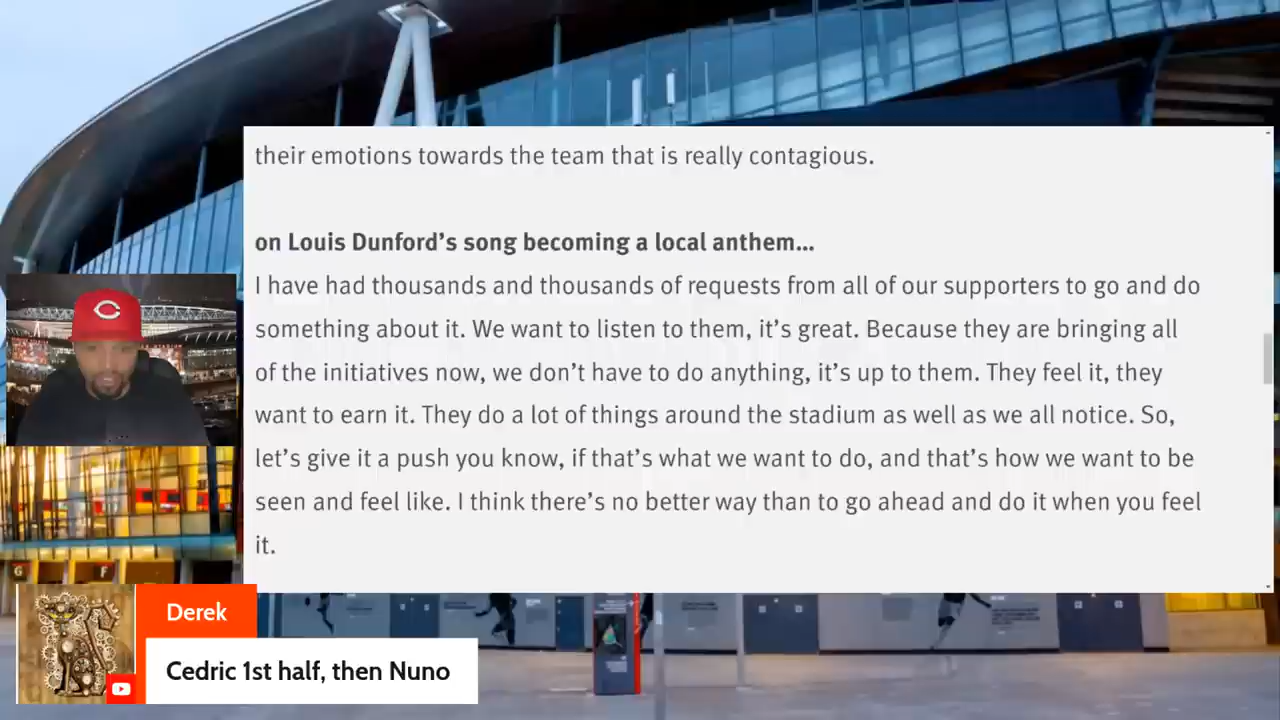 their emotions towards the team that is really contagious.
on Louis Dunford's song becoming a local anthem...
I have had thousands and thousands of requests from all of our supporters to go and do
something about it. We want to listen to them, it's great. Because they are bringing all
of the initiatives now, we don't have to do anything, it's up to them. They feel it, they
want to earn it. They do a lot of things around the stadium as well as we all notice. So,
let's give it a push you know, if that's what we want to do, and that's how we want to be
seen and feel like. I think there's no better way than to go ahead and do it when you feel
it.
G F
Derek
Cedric 1st half, then Nuno